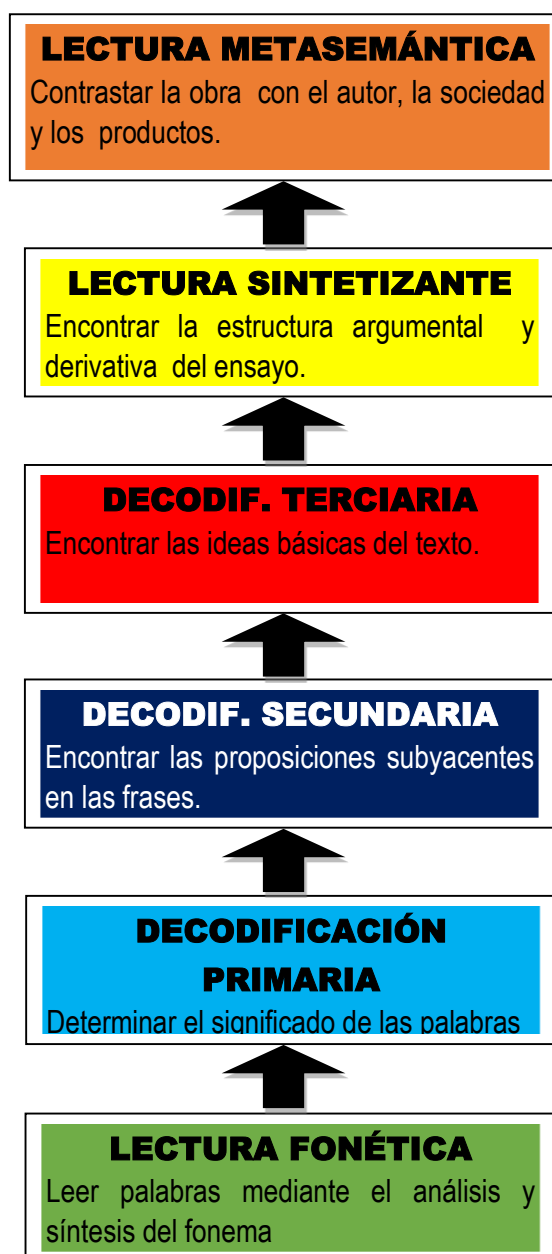 LECTURA METASEMÁNTICA
Contrastar la obra con el autor, la sociedad
y los productos.
LECTURA SINTETIZANTE
Encontrar la estructura argumental y
derivativa del ensayo.
DECODIF. TERCIARIA
Encontrar las ideas básicas del texto.
DECODIF. SECUNDARIA
Encontrar las proposiciones subyacentes
en las frases.
DECODIFICACIÓN
PRIMARIA
Determinar el significado de las palabras
LECTURA FONÉTICA
Leer palabras mediante el análisis y
síntesis del fonema